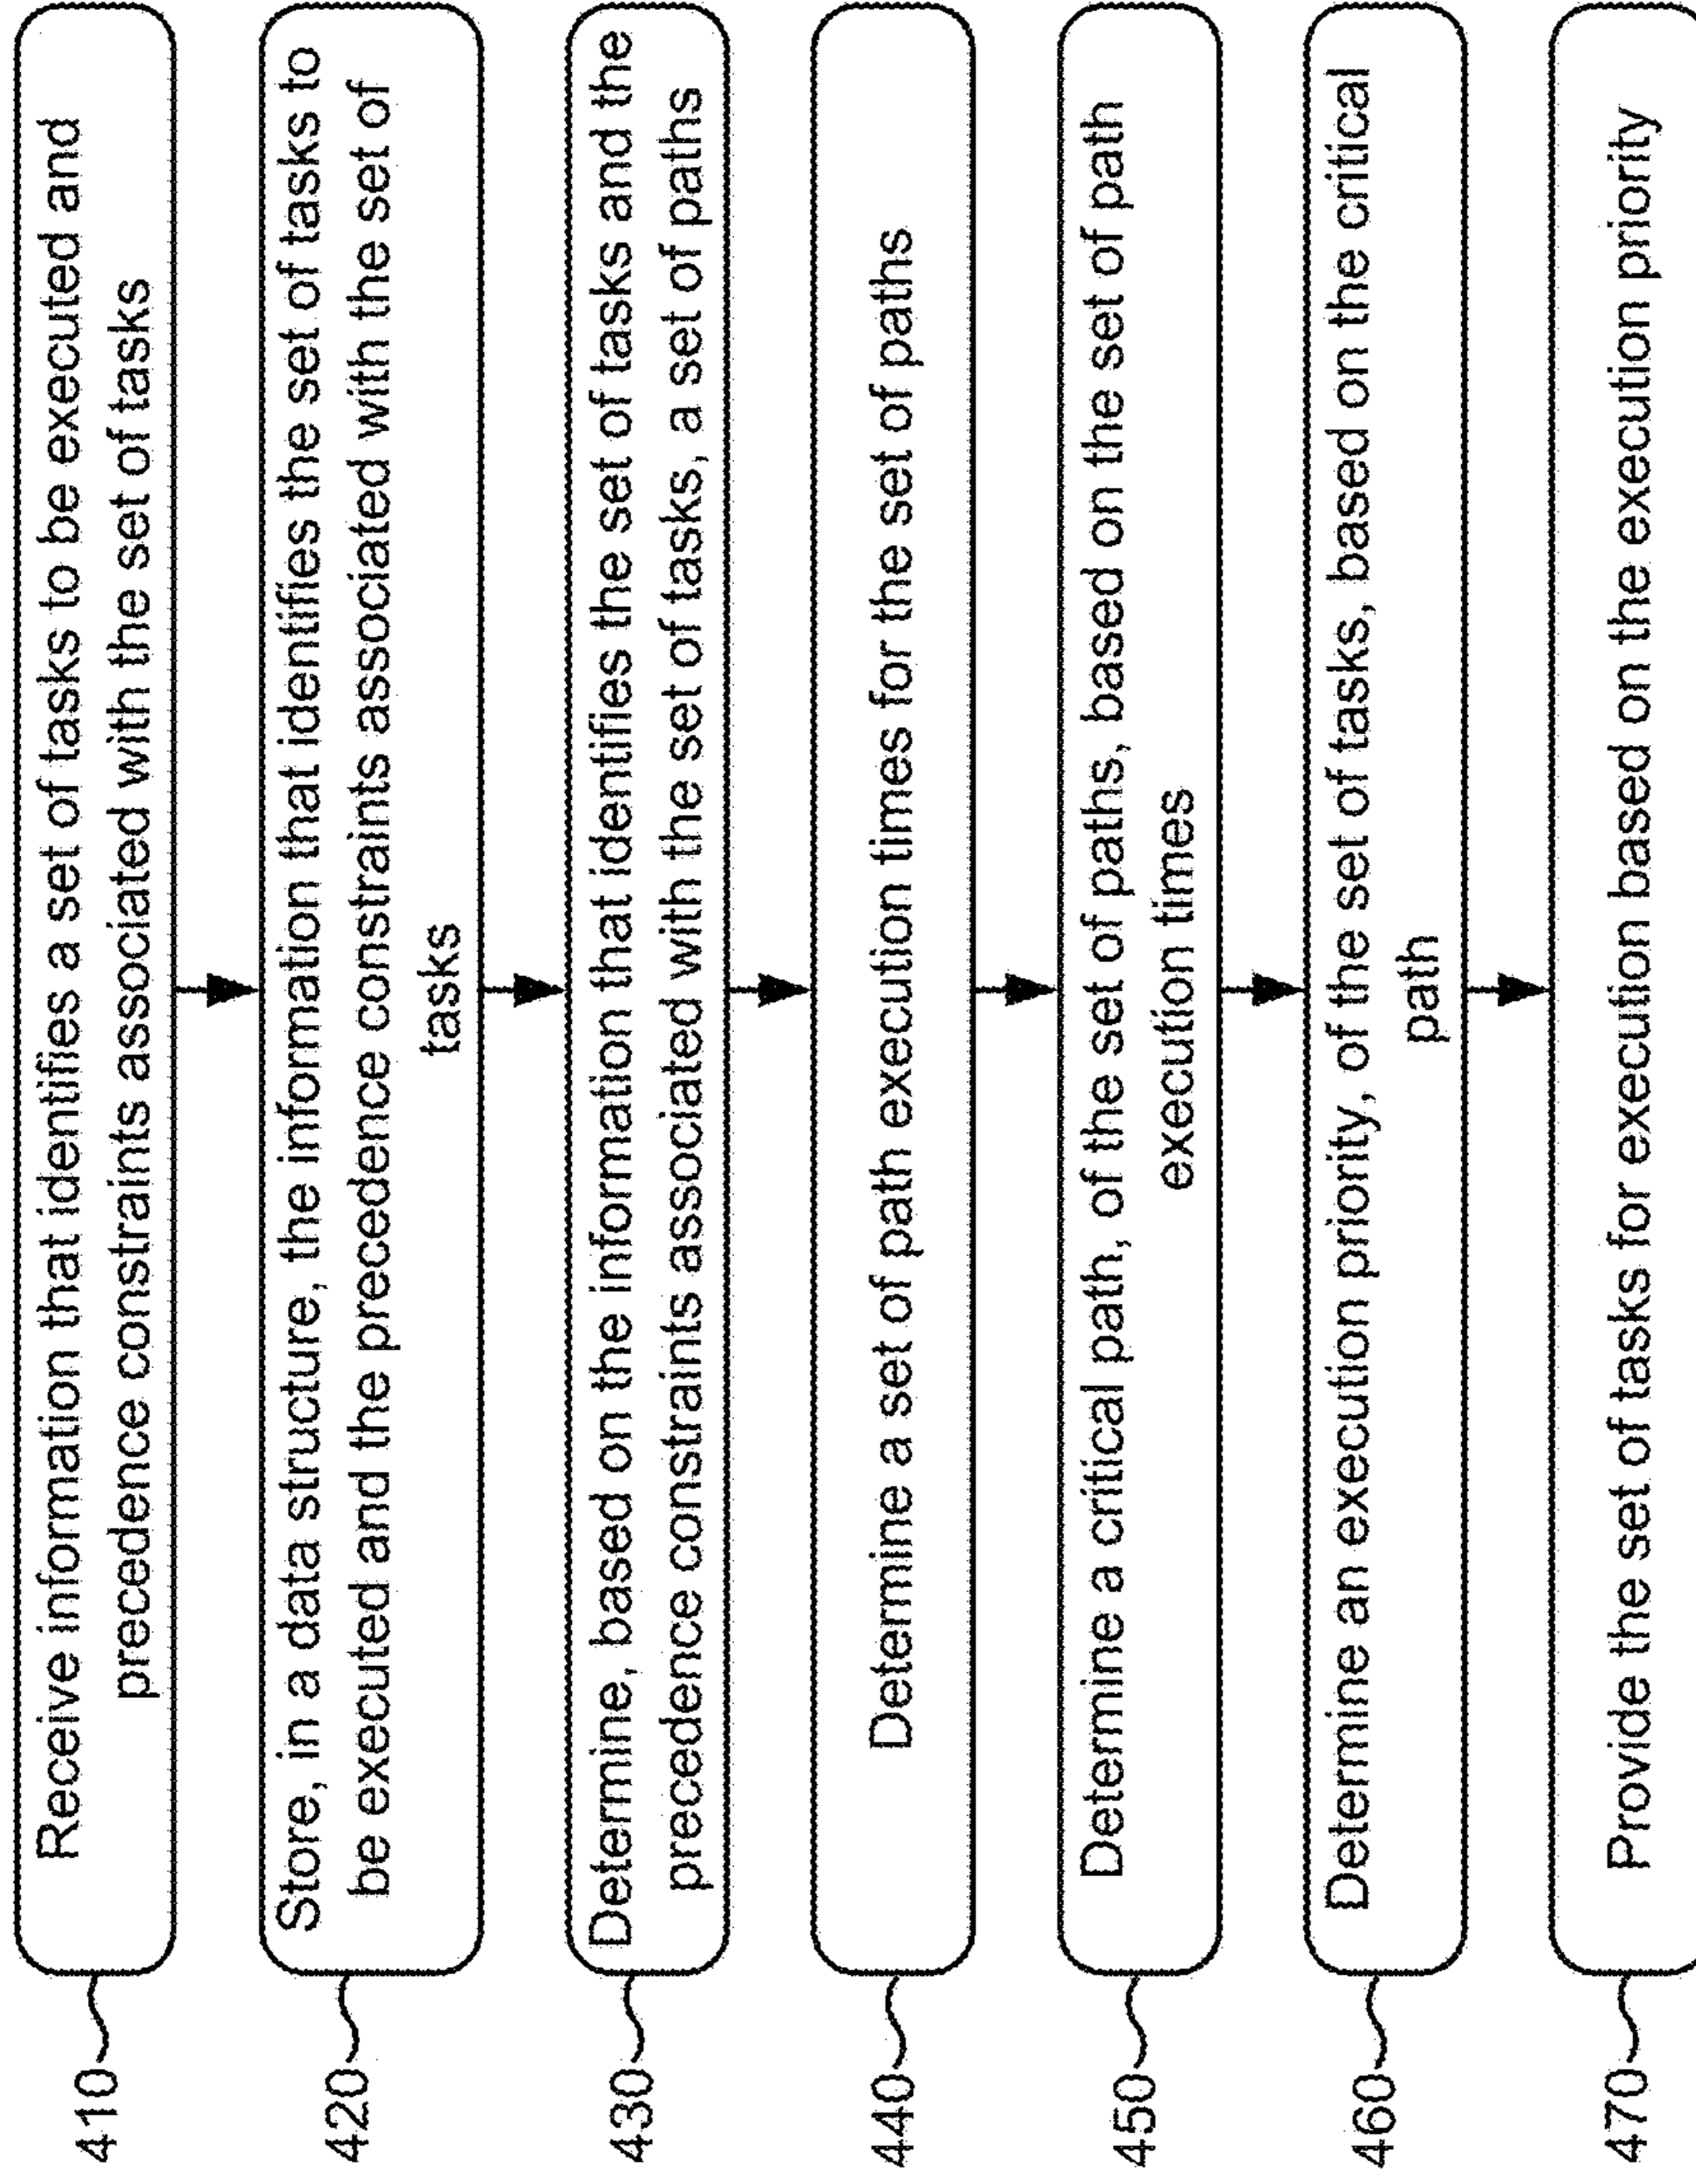 410
Receive information that identifies a set of tasks to be executed and
precedence constraints associated with the set of tasks
420
Store, in a data structure, the information that identifies the set of tasks to
be executed and the precedence constraints associated with the set of
tasks
430
Determine, based on the information that identifies the set of tasks and the
precedence constraints associated with the set of tasks, a set of paths
440
Determine a set of path execution times for the set of paths
450
Determine a critical path, of the set of paths, based on the set of path
execution times
460
Determine an execution priority, of the set of tasks, based on the critical
path
470
Provide the set of tasks for execution based on the execution priority